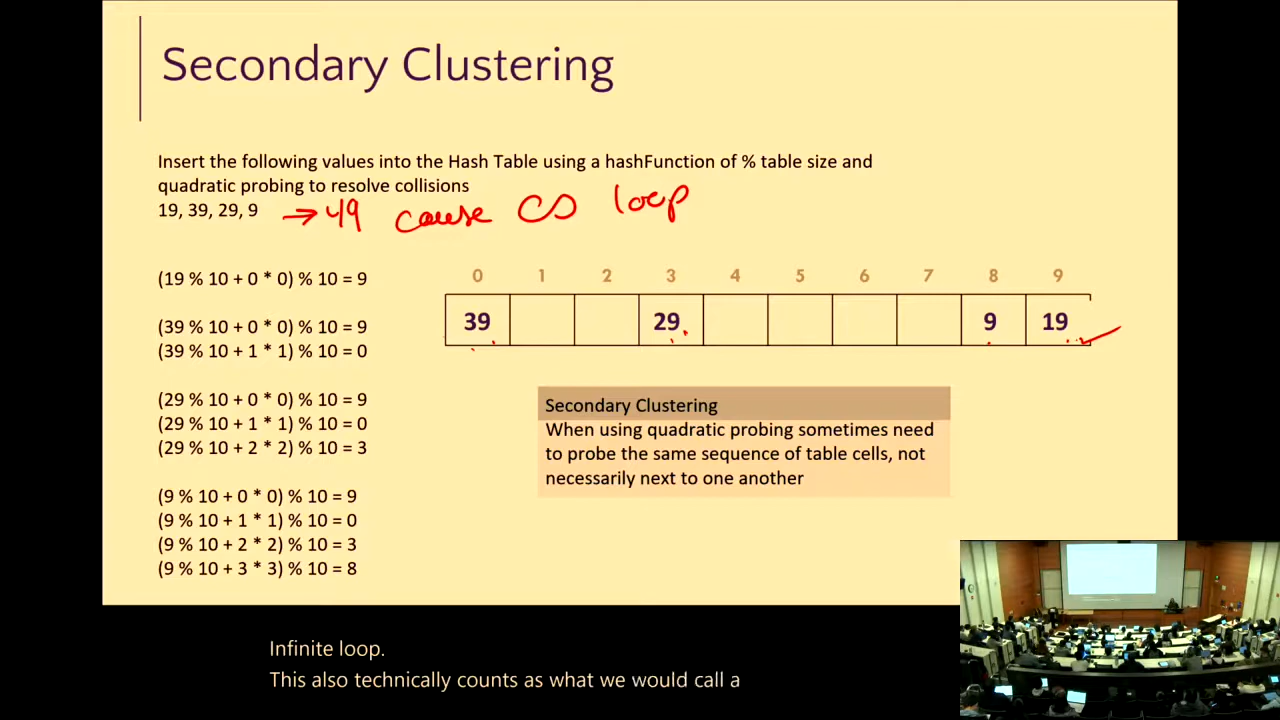 Secondary Clustering
Insert the following values into the Hash Table using a hashFunction of % table size and
quadratic probing to resolve collisions
19, 39, 29, 9 → 49 cause ∞ loop
(19 % 10 + 0 * 0) % 10 = 9
(39 % 10 + 0 * 0) % 10 = 9
(39 % 10 + 1 * 1) % 10 = 0
(29 % 10 + 0 * 0) % 10 = 9
(29 % 10 + 1 * 1) % 10 = 0
(29 % 10 + 2 * 2) % 10 = 3
(9 % 10 + 0 * 0) % 10 = 9
(9 % 10 + 1 * 1) % 10 = 0
(9 % 10 + 2 * 2) % 10 = 3
(9 % 10 + 3 * 3) % 10 = 8
0 1 2 3 4 5 6 7 8 9
39 29 9 19
Secondary Clustering
When using quadratic probing sometimes need
to probe the same sequence of table cells, not
necessarily next to one another
Infinite loop.
This also technically counts as what we would call a